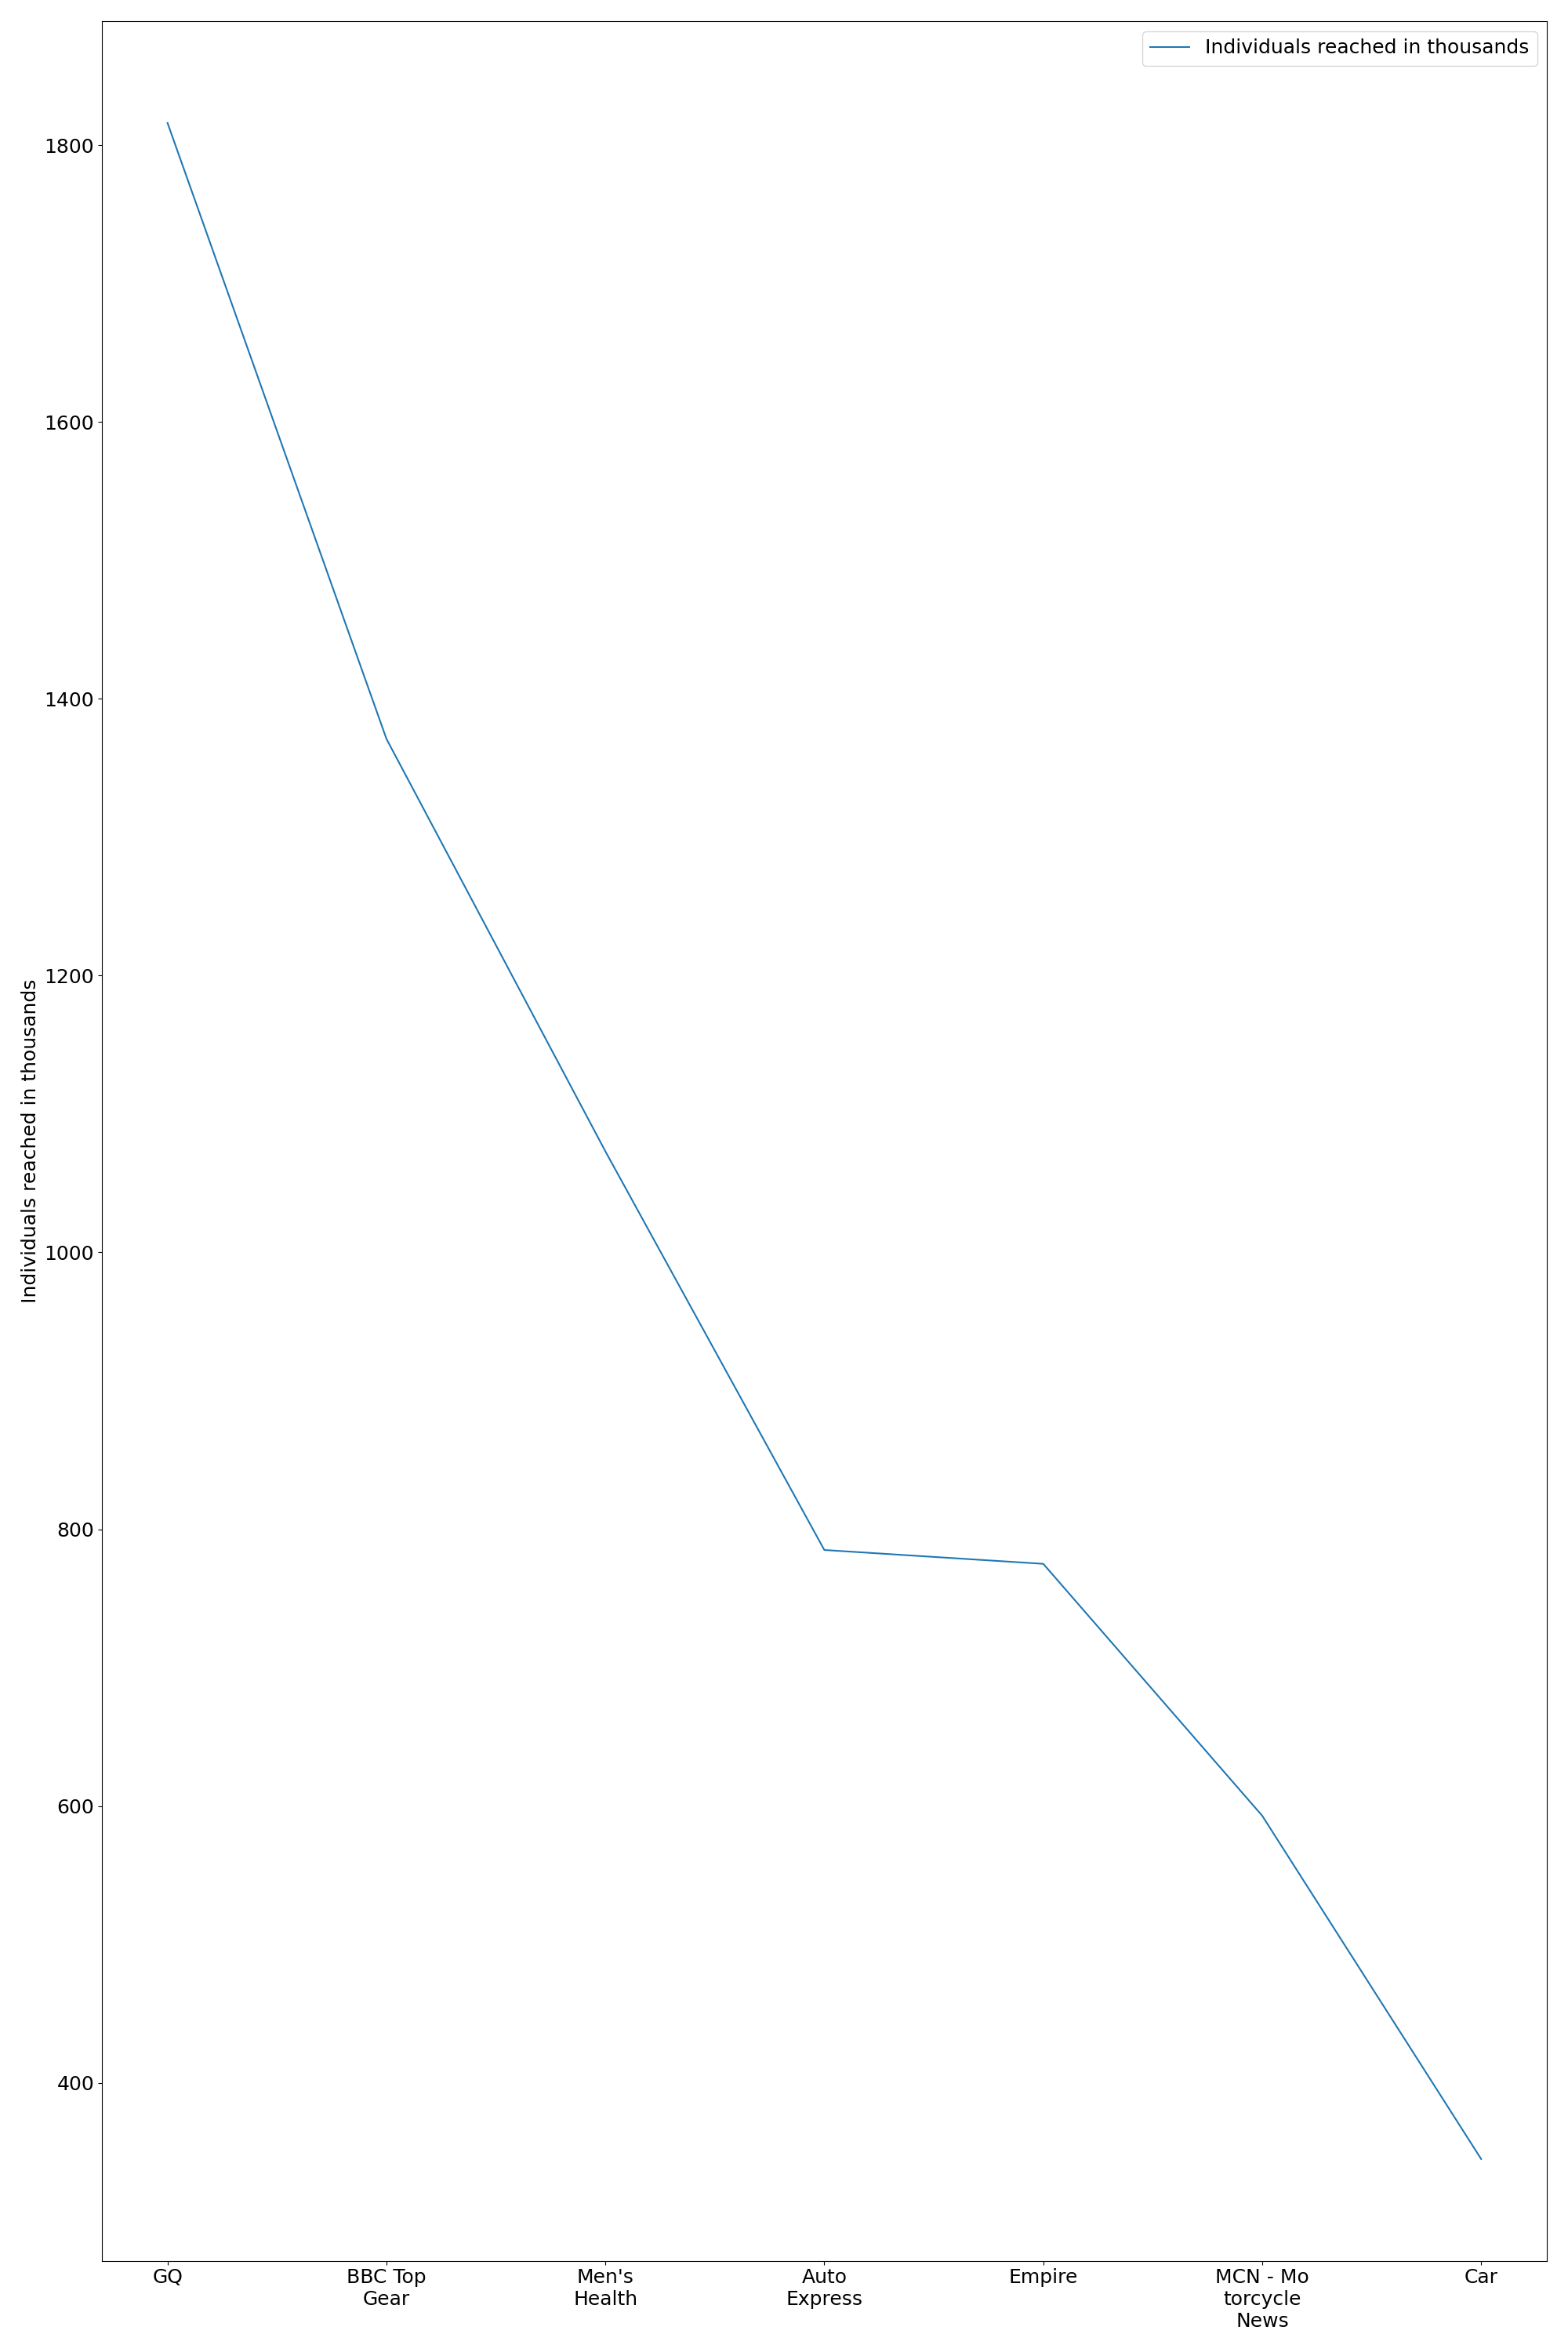 Individuals reached in thousands
1800
1600
1400
1200
1000
800
600
400
Individuals reached in thousands
GQ
BBC Top
Gear
Men's
Health
Auto
Express
Empire
MCN - Mo
torcycle
News
Car